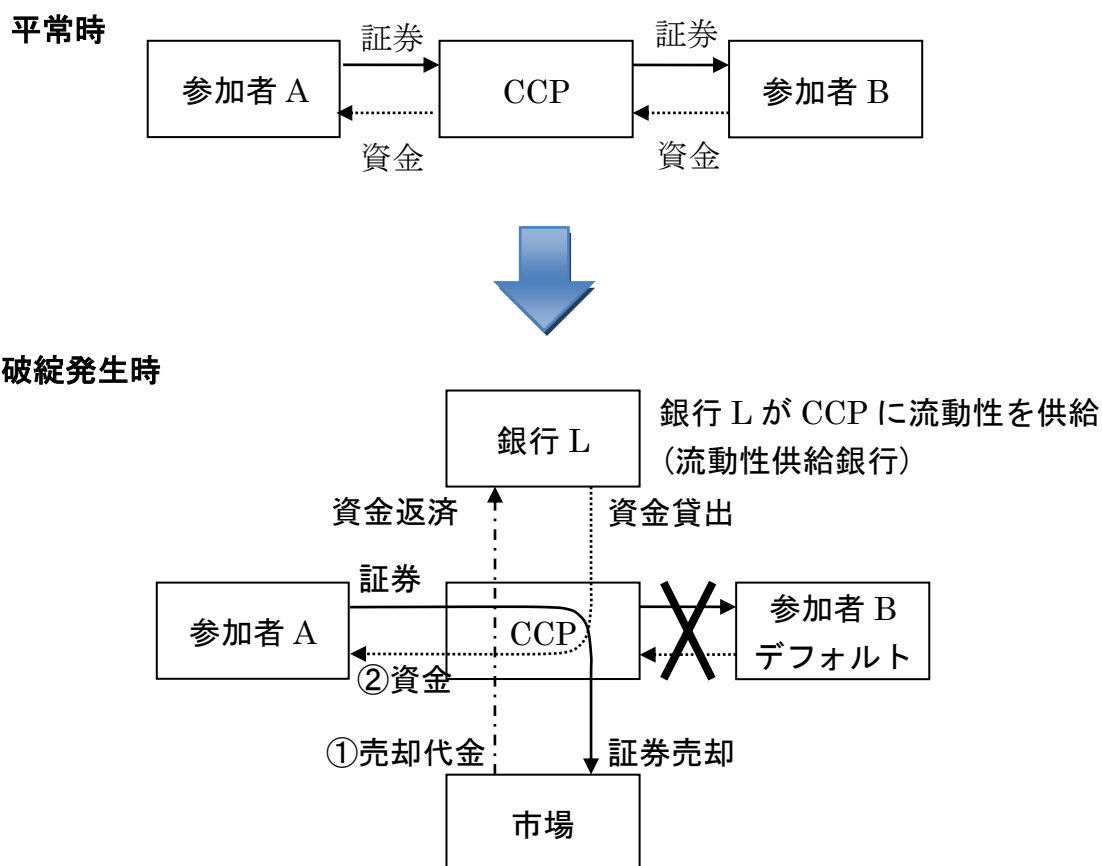 平常時
証券
証券
参加者 A
CCP
参加者 B
資金
資金
破綻発生時
銀行 L
銀行 L が CCP に流動性を供給
(流動性供給銀行)
資金返済
資金貸出
証券
参加者 A
CCP
参加者 B
デフォルト
②資金
①売却代金
証券売却
市場